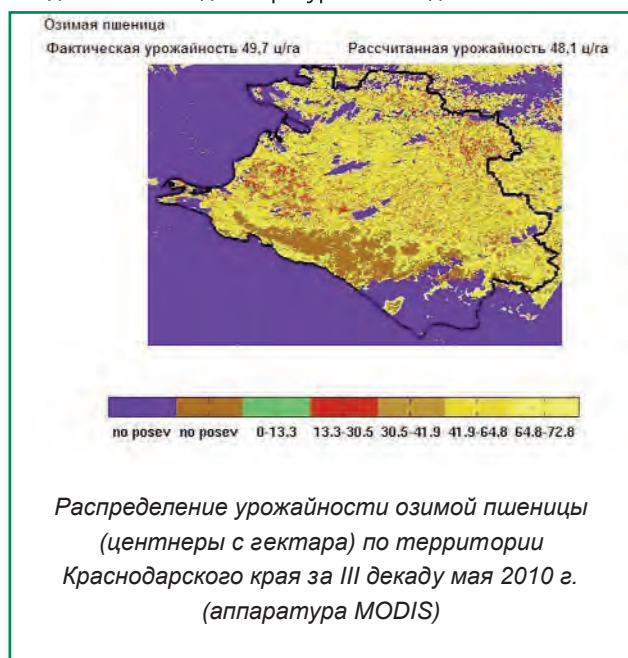 Озимая пшеница
Фактическая урожайность 49,7 ц/га Рассчитанная урожайность 48,1 ц/га
no posev no posev 0-13.3 13.3-30.5 30.5-41.9 41.9-64.8 64.8-72.8
Распределение урожайности озимой пшеницы
(центнеры с гектара) по территории
Краснодарского края за III декаду мая 2010 г.
(аппаратура MODIS)